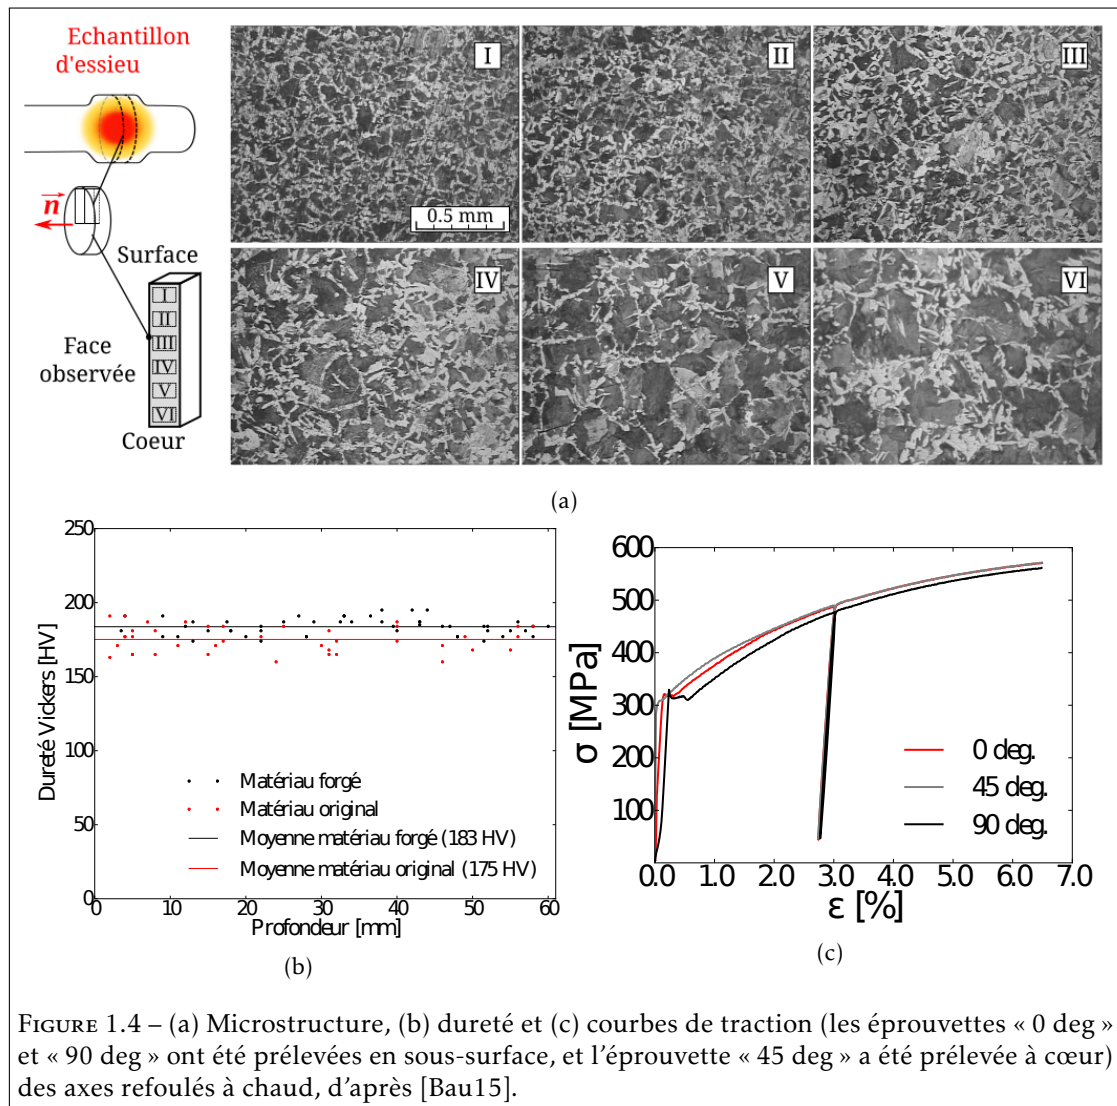 Echantillon
d'essieu
n
Surface
I
II
III
IV
V
VI
Face
observée
Coeur
I
II
III
0.5 mm
IV
V
VI
(a)
250
200
150
100
50
0
Dureté Vickers [HV]
Matériau forgé
Matériau original
Moyenne matériau forgé (183 HV)
Moyenne matériau original (175 HV)
0 10 20 30 40 50 60
Profondeur [mm]
(b)
600
500
400
300
200
100
σ [MPa]
0 deg.
45 deg.
90 deg.
0.0 1.0 2.0 3.0 4.0 5.0 6.0 7.0
ε [%]
(c)
FIGURE 1.4 – (a) Microstructure, (b) dureté et (c) courbes de traction (les éprouvettes « 0 deg »
et « 90 deg » ont été prélevées en sous-surface, et l'éprouvette « 45 deg » a été prélevée à cœur)
des axes refoulés à chaud, d'après [Bau15].